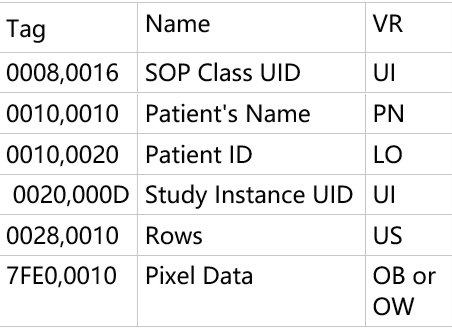 Tag Name VR
0008,0016 SOP Class UID UI
0010,0010 Patient's Name PN
0010,0020 Patient ID LO
0020,000D Study Instance UID UI
0028,0010 Rows US
7FE0,0010 Pixel Data OB or
OW